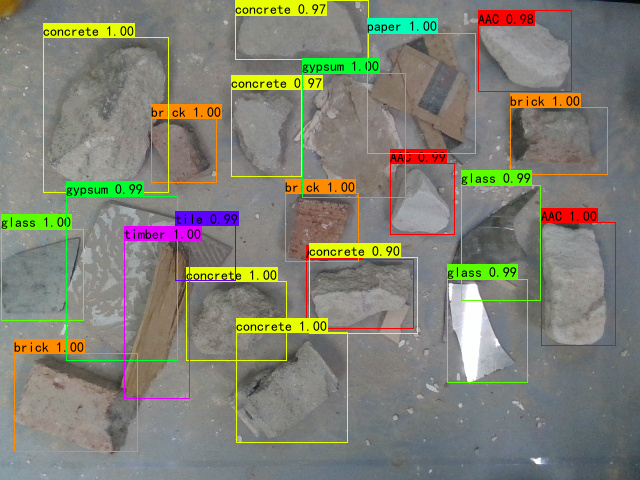 concrete 0.97
AAC 0.98
paper 1.00
concrete 1.00
gypsum 1.00
concrete 0.97
brick 1.00
brick 1.00
AAC 0.99
glass 0.99
gypsum 0.99
brick 1.00
AAC 1.00
glass 1.00
tile 0.99
timber 1.00
concrete 0.90
concrete 1.00
glass 0.99
concrete 1.00
brick 1.00